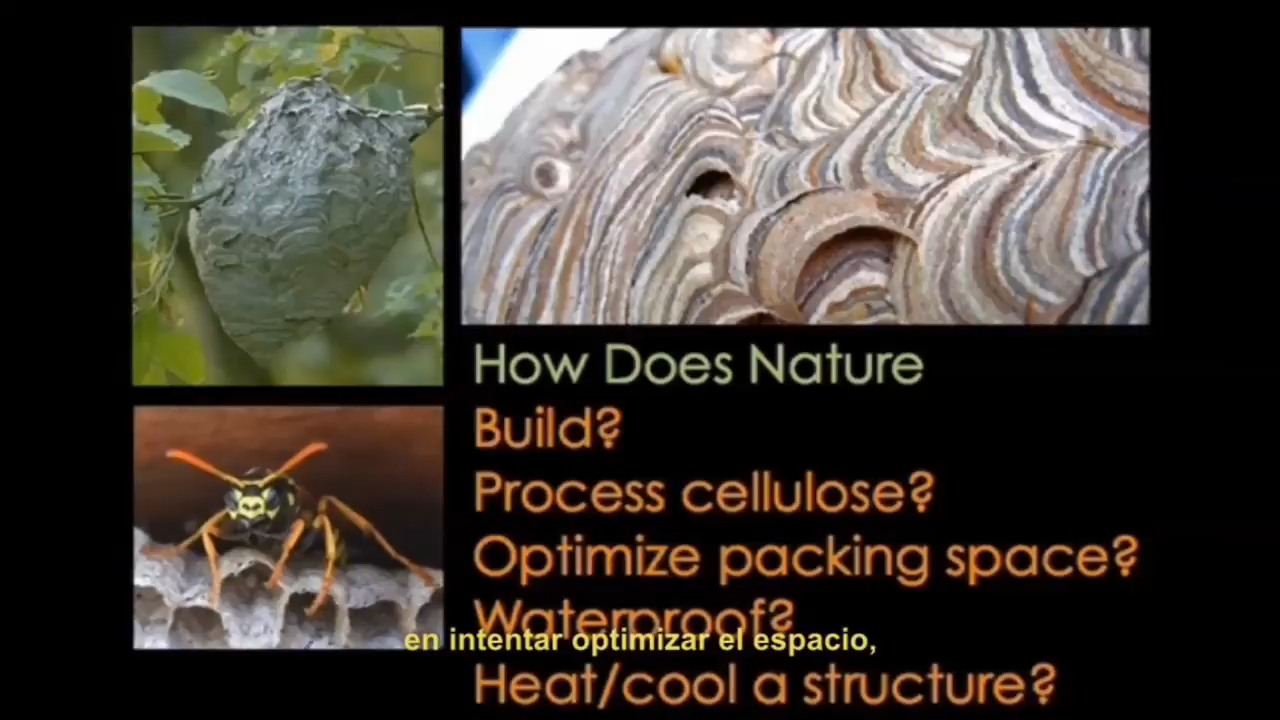 How Does Nature
Build?
Process cellulose?
Optimize packing space?
Waterproof?
en intentar optimizar el espacio,
Heat/cool a structure?